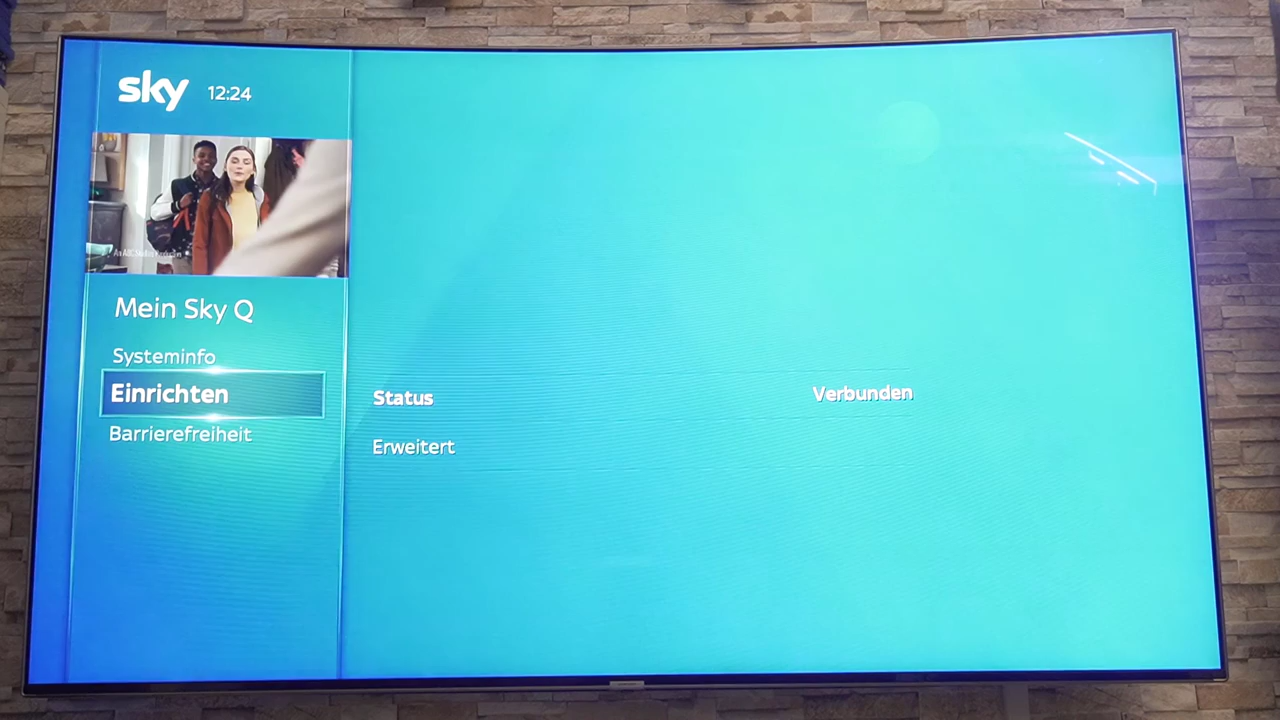 sky 12:24
Mein Sky Q
Systeminfo
Einrichten
Barrierefreiheit
Status Verbunden
Erweitert